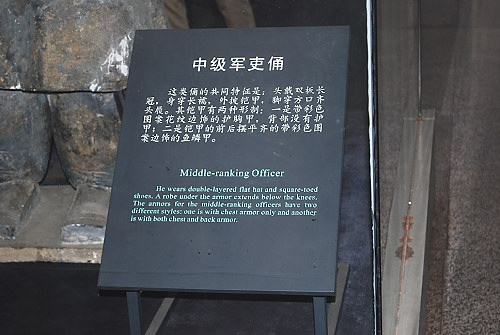 中级军吏俑
这类俑的共同特征是：头戴双板长
冠，身穿长襦，外披铠甲，脚穿方口齐
头履。其铠甲有两种形制：一是带彩色
图案花纹边饰的护胸甲，背部没有护
甲；二是铠甲的前后摆平齐的带彩色图
案边饰的鱼鳞甲。
Middle-ranking Officer
He wears double-layered flat hat and square-toed
shoes. A robe under the armor extends below the knees.
The armors for the middle-ranking officers have two
different styles: one is with chest armor only and another
is with both chest and back armor.